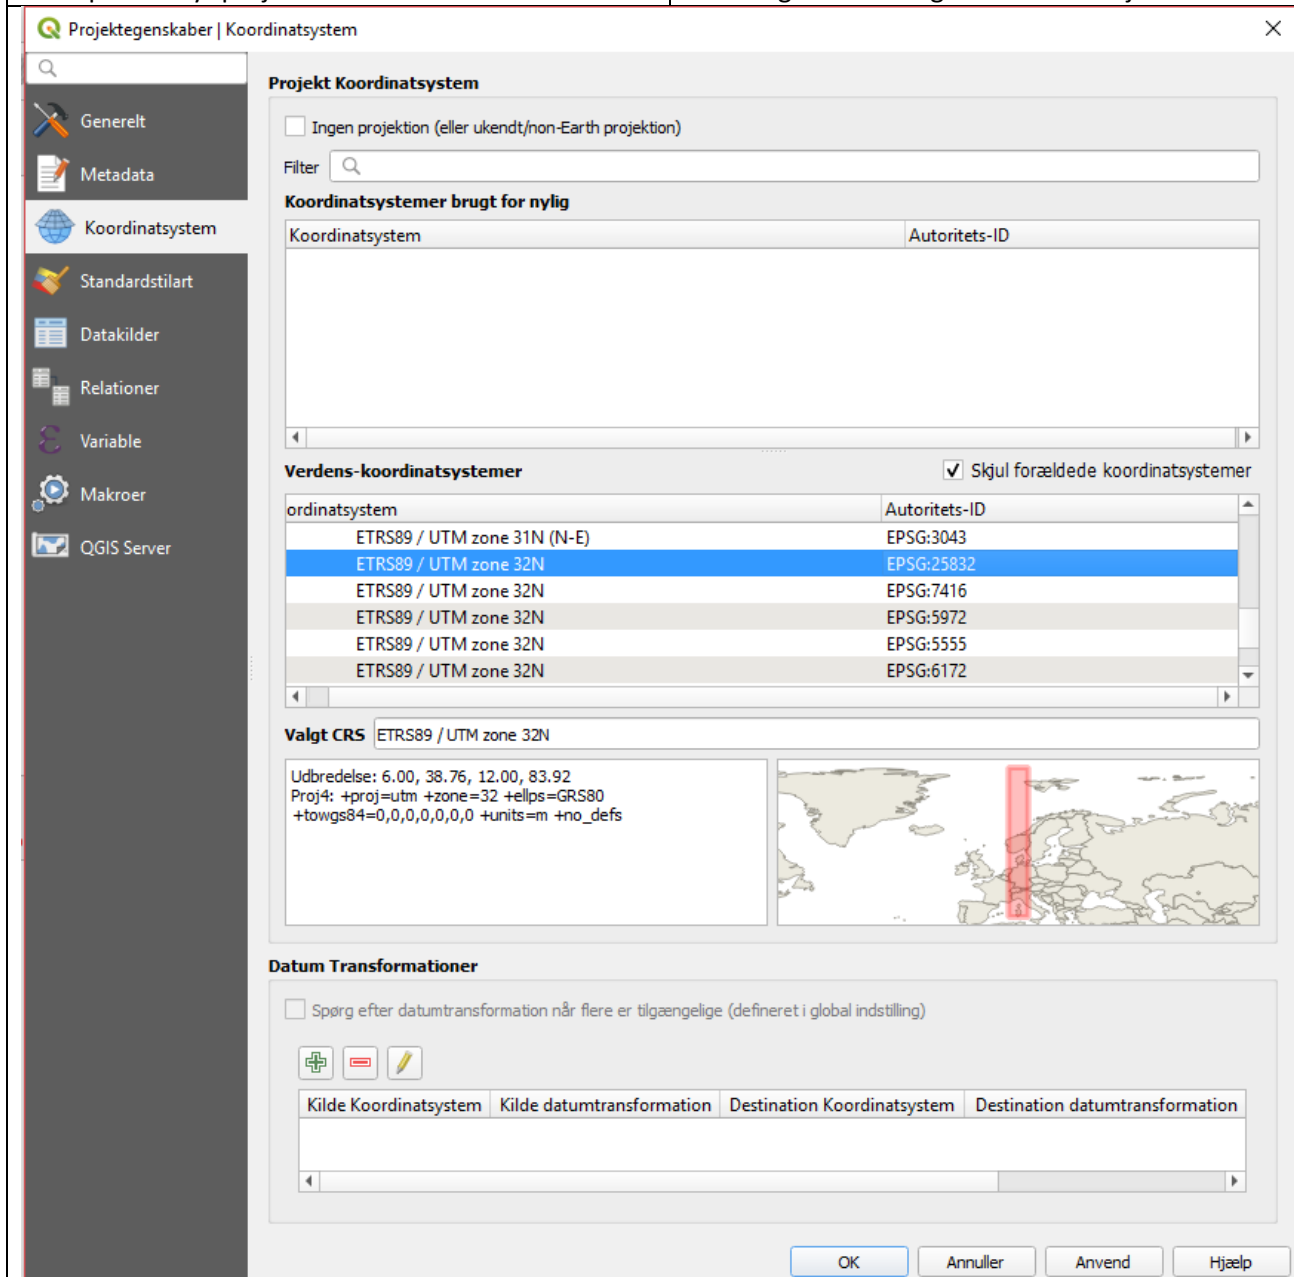 Projektegenskaber | Koordinatsystem
Generelt
Metadata
Koordinatsystem
Standardstilart
Datakilder
Relationer
Variable
Makroer
QGIS Server
Projekt Koordinatsystem
Ingen projektion (eller ukendt/non-Earth projektion)
Filter
Koordinatsystemer brugt for nylig
Koordinatsystem Autoritets-ID
Verdens-koordinatsystemer Skjul forældede koordinatsystemer
ordinatsystem Autoritets-ID
ETRS89 / UTM zone 31N (N-E) EPSG:3043
ETRS89 / UTM zone 32N EPSG:25832
ETRS89 / UTM zone 32N EPSG:7416
ETRS89 / UTM zone 32N EPSG:5972
ETRS89 / UTM zone 32N EPSG:5555
ETRS89 / UTM zone 32N EPSG:6172
Valgt CRS ETRS89 / UTM zone 32N
Udbredelse: 6.00, 38.76, 12.00, 83.92
Proj4: +proj=utm +zone=32 +ellps=GRS80
+towgs84=0,0,0,0,0,0,0 +units=m +no_defs
Datum Transformationer
Spørg efter datumtransformation når flere er tilgængelige (defineret i global indstilling)
Kilde Koordinatsystem Kilde datumtransformation Destination Koordinatsystem Destination datumtransformation
OK Annuller Anvend Hjælp